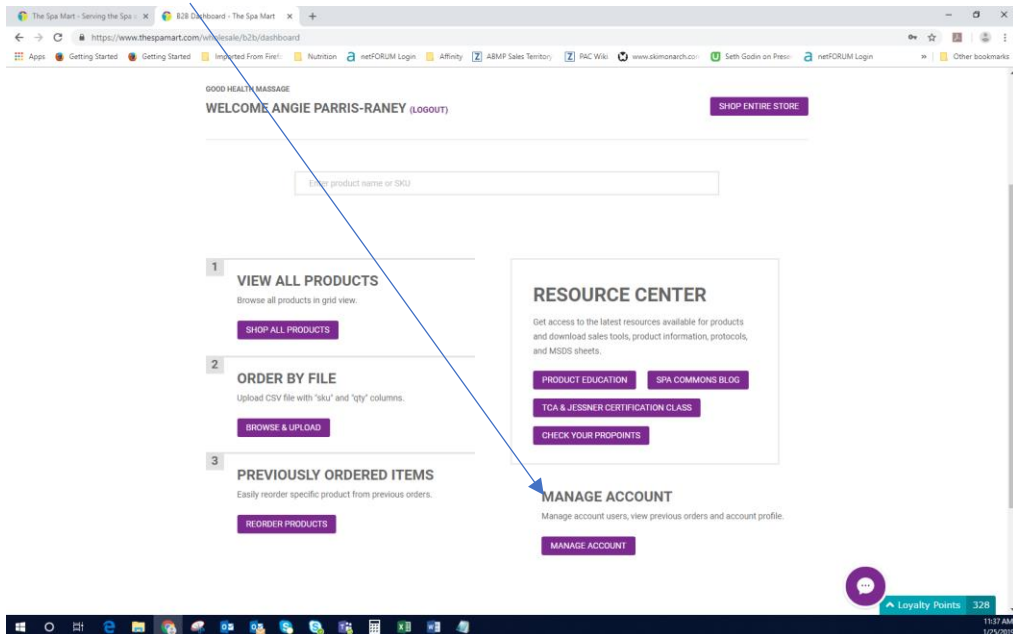 The Spa Mart - Serving the Spa
B2B Dashboard - The Spa Mart
https://www.thespamart.com/wholesale/b2b/dashboard
Apps Getting Started Getting Started Imported From Firef Nutrition netFORUM Login Affinity ABMP Sales Territory PAC Wiki www.skimonarch.com Seth Godin on Prese netFORUM Login » Other bookmarks
GOOD HEALTH MASSAGE
WELCOME ANGIE PARRIS-RANEY (LOGOUT)
SHOP ENTIRE STORE
Enter product name or SKU
1
VIEW ALL PRODUCTS
Browse all products in grid view.
SHOP ALL PRODUCTS
2
ORDER BY FILE
Upload CSV file with "sku" and "qty" columns.
BROWSE & UPLOAD
3
PREVIOUSLY ORDERED ITEMS
Easily reorder specific product from previous orders.
REORDER PRODUCTS
RESOURCE CENTER
Get access to the latest resources available for products
and download sales tools, product information, protocols,
and MSDS sheets.
PRODUCT EDUCATION SPA COMMONS BLOG
TCA & JESSNER CERTIFICATION CLASS
CHECK YOUR PROPOINTS
MANAGE ACCOUNT
Manage account users, view previous orders and account profile.
MANAGE ACCOUNT
Loyalty Points 328
11:37 AM